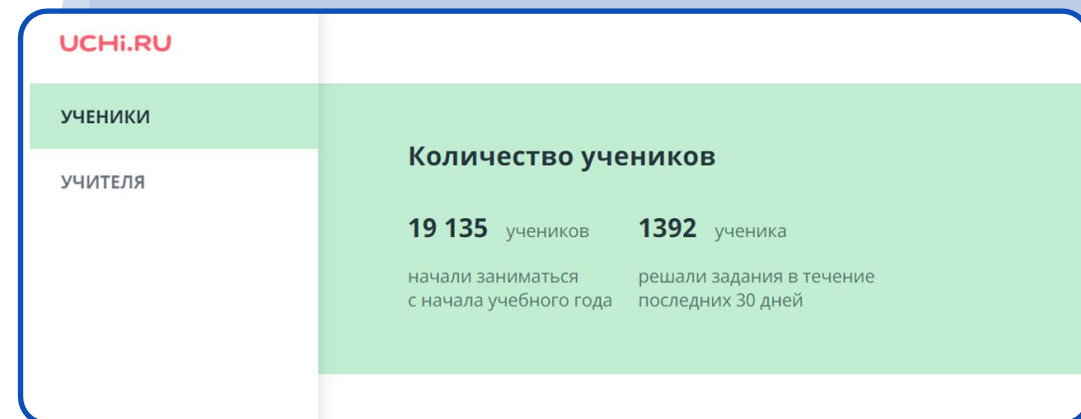 UCHi.RU
УЧЕНИКИ
УЧИТЕЛЯ
Количество учеников
19 135 учеников
1392 ученика
начали заниматься
с начала учебного года
решали задания в течение
последних 30 дней